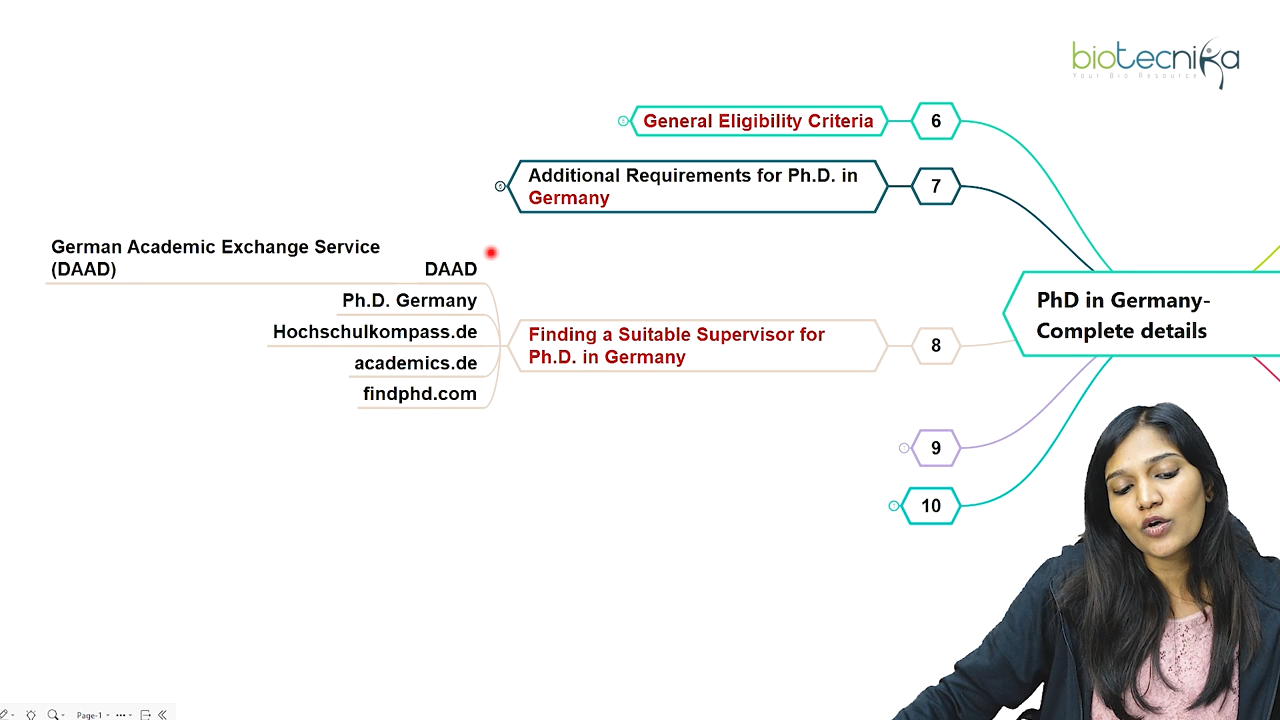 biotecnika
Your Bio Resource
General Eligibility Criteria
6
Additional Requirements for Ph.D. in
Germany
7
German Academic Exchange Service
(DAAD)
DAAD
Ph.D. Germany
Hochschulkompass.de
academics.de
findphd.com
Finding a Suitable Supervisor for
Ph.D. in Germany
8
PhD in Germany-
Complete details
9
10
Page-1